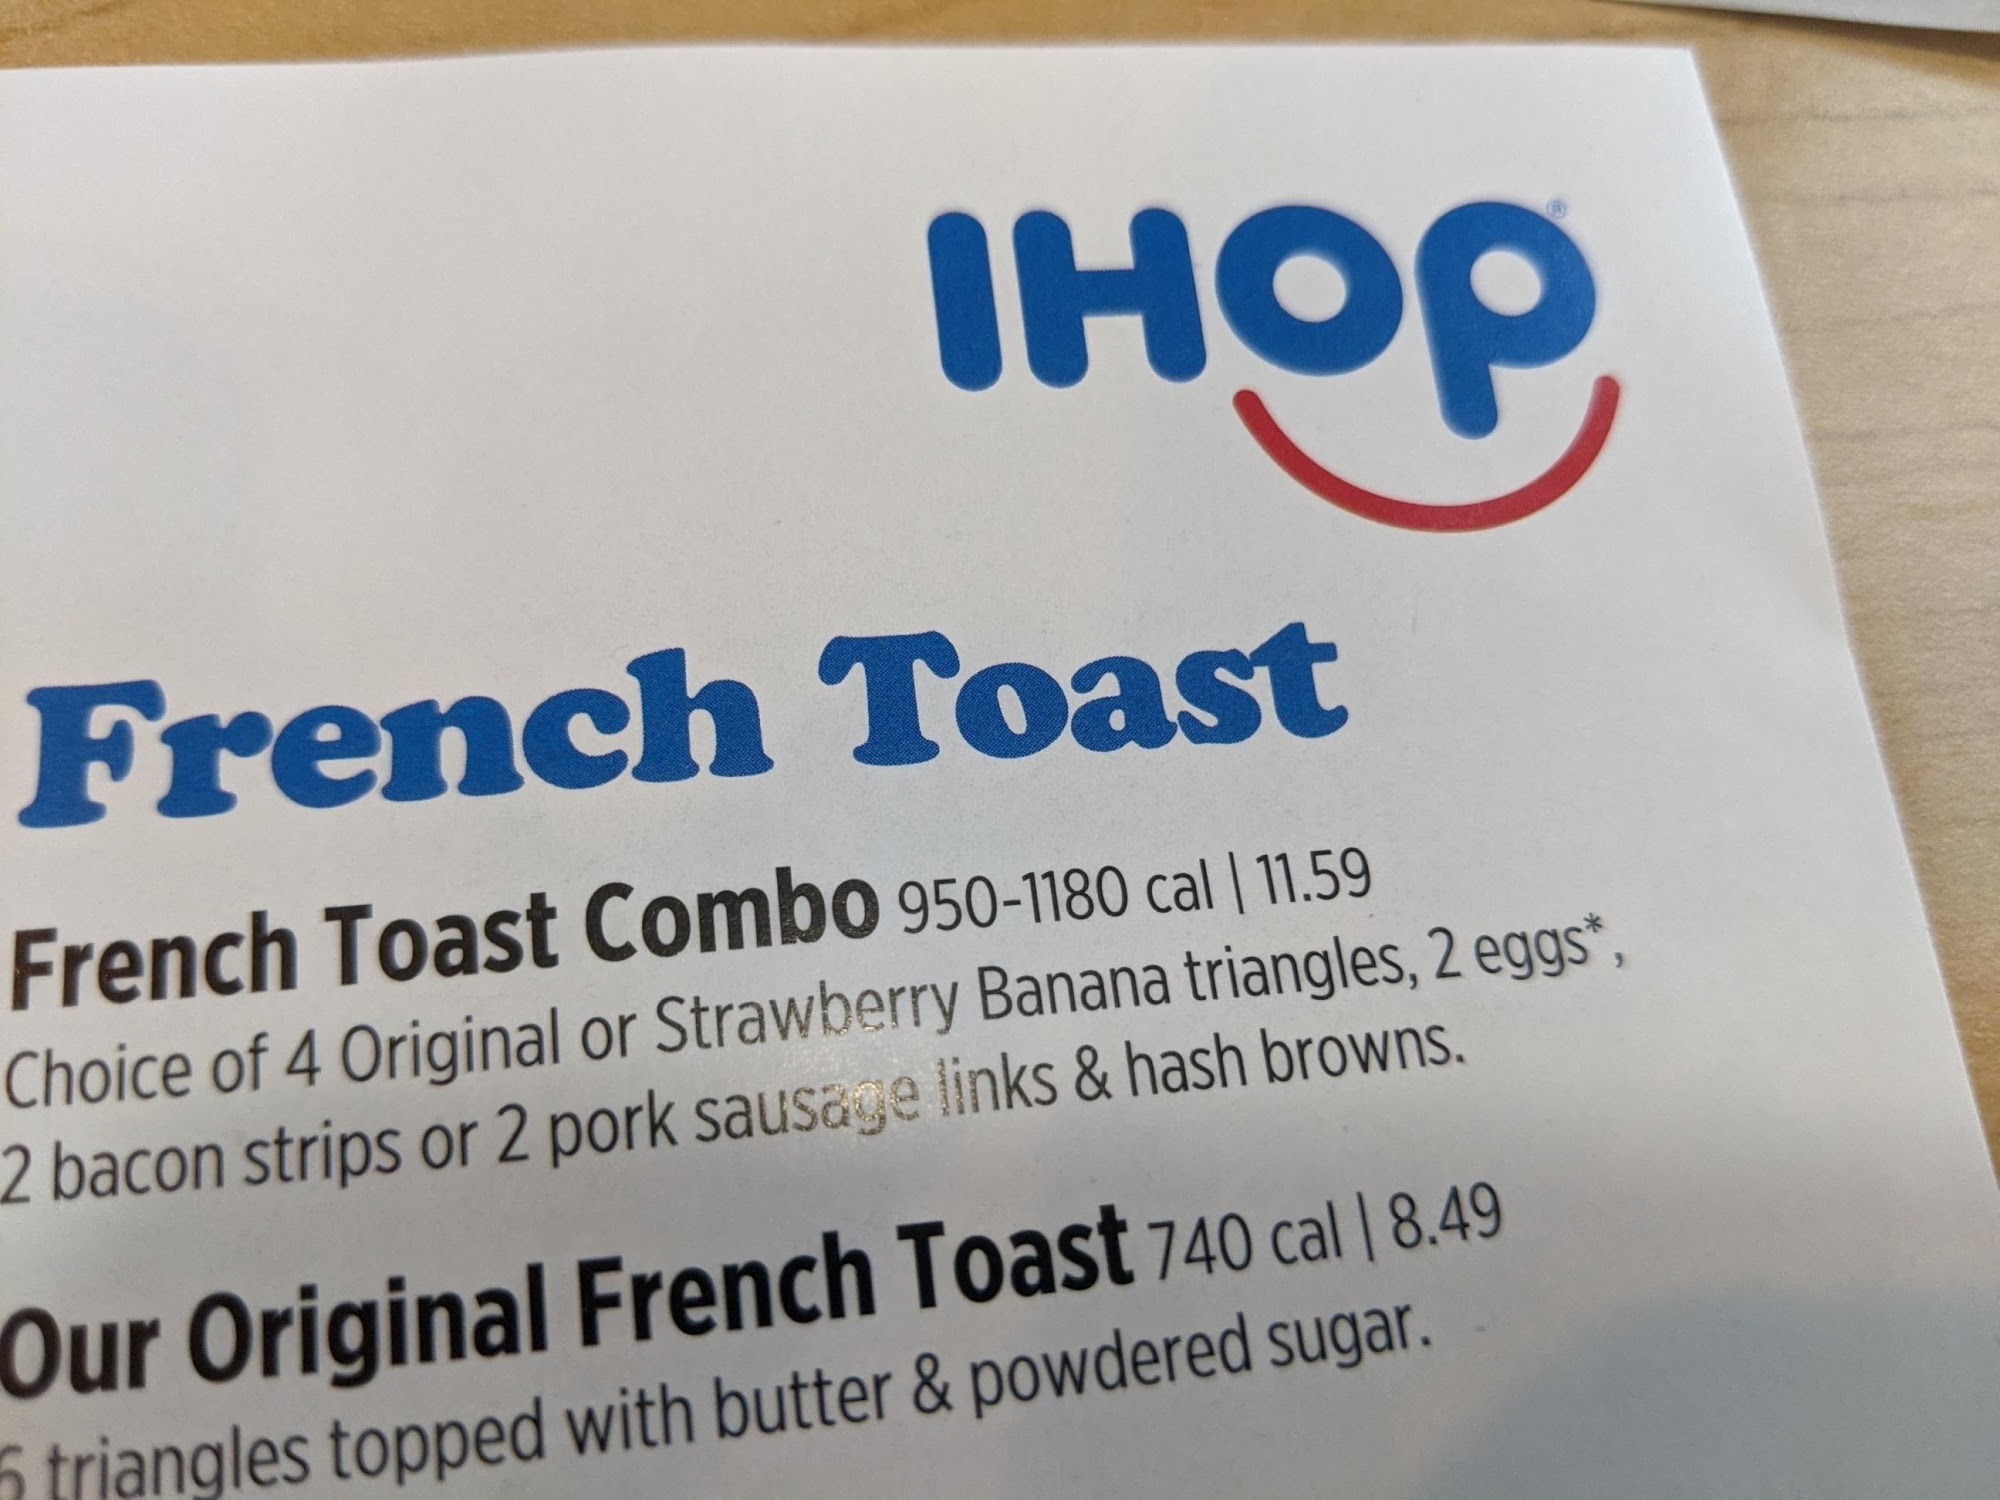 IHOP®
French Toast
French Toast Combo 950-1180 cal | 11.59
Choice of 4 Original or Strawberry Banana triangles, 2 eggs*,
2 bacon strips or 2 pork sausage links & hash browns.
Our Original French Toast 740 cal | 8.49
6 triangles topped with butter & powdered sugar.